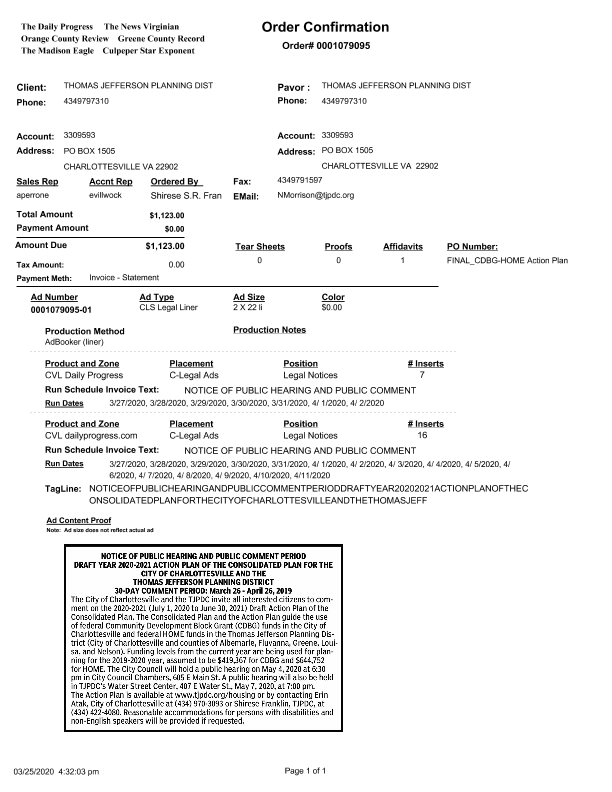 The Daily Progress The News Virginian
Orange County Review Greene County Record
The Madison Eagle Culpeper Star Exponent
Order Confirmation
Order# 0001079095
Client: THOMAS JEFFERSON PLANNING DIST Payor : THOMAS JEFFERSON PLANNING DIST
Phone: 4349797310 Phone: 4349797310
Account: 3309593 Account: 3309593
Address: PO BOX 1505 Address: PO BOX 1505
CHARLOTTESVILLE VA 22902 CHARLOTTESVILLE VA 22902
Sales Rep Accnt Rep Ordered By Fax: 4349791597
aperrone evillwock Shirese S.R. Fran EMail: NMorrison@tjpdc.org
Total Amount $1,123.00
Payment Amount $0.00
Amount Due $1,123.00 Tear Sheets Proofs Affidavits PO Number:
Tax Amount: 0.00 0 0 1 FINAL_CDBG-HOME Action Plan
Payment Meth: Invoice - Statement
Ad Number Ad Type Ad Size Color
0001079095-01 CLS Legal Liner 2 X 22 li $0.00
Production Method Production Notes
AdBooker (liner)
Product and Zone Placement Position # Inserts
CVL Daily Progress C-Legal Ads Legal Notices 7
Run Schedule Invoice Text: NOTICE OF PUBLIC HEARING AND PUBLIC COMMENT
Run Dates 3/27/2020, 3/28/2020, 3/29/2020, 3/30/2020, 3/31/2020, 4/ 1/2020, 4/ 2/2020
Product and Zone Placement Position # Inserts
CVL dailyprogress.com C-Legal Ads Legal Notices 16
Run Schedule Invoice Text: NOTICE OF PUBLIC HEARING AND PUBLIC COMMENT
Run Dates 3/27/2020, 3/28/2020, 3/29/2020, 3/30/2020, 3/31/2020, 4/ 1/2020, 4/ 2/2020, 4/ 3/2020, 4/ 4/2020, 4/ 5/2020, 4/
6/2020, 4/ 7/2020, 4/ 8/2020, 4/ 9/2020, 4/10/2020, 4/11/2020
TagLine: NOTICEOFPUBLICHEARINGANDPUBLICCOMMENTPERIODDRAFTYEAR20202021ACTIONPLANOFTHEC
ONSOLIDATEDPLANFORTHECITYOFCHARLOTTESVILLEANDTHETHOMASJEFF
Ad Content Proof
Note: Ad size does not reflect actual ad
NOTICE OF PUBLIC HEARING AND PUBLIC COMMENT PERIOD
DRAFT YEAR 2020-2021 ACTION PLAN OF THE CONSOLIDATED PLAN FOR THE
CITY OF CHARLOTTESVILLE AND THE
THOMAS JEFFERSON PLANNING DISTRICT
30-DAY COMMENT PERIOD: March 26 - April 26, 2019
The City of Charlottesville and the TJPDC invite all interested citizens to com-
ment on the 2020-2021 (July 1, 2020 to June 30, 2021) Draft Action Plan of the
Consolidated Plan. The Consolidated Plan and the Action Plan guide the use
of federal Community Development Block Grant (CDBG) funds in the City of
Charlottesville and federal HOME funds in the Thomas Jefferson Planning Dis-
trict (City of Charlottesville and counties of Albemarle, Fluvanna, Greene, Loui-
sa, and Nelson). Funding levels from the current year are being used for plan-
ning for the 2019-2020 year, assumed to be $419,367 for CDBG and $644,752
for HOME. The City Council will hold a public hearing on May 4, 2020 at 6:30
pm in City Council Chambers, 605 E Main St. A public hearing will also be held
in TJPDC's Water Street Center, 407 E Water St., May 7, 2020, at 7:00 pm.
The Action Plan is available at www.tjpdc.org/housing or by contacting Erin
Atak, City of Charlottesville at (434) 970-3093 or Shirese Franklin, TJPDC, at
(434) 422-4080. Reasonable accommodations for persons with disabilities and
non-English speakers will be provided if requested.
03/25/2020 4:32:03 pm Page 1 of 1